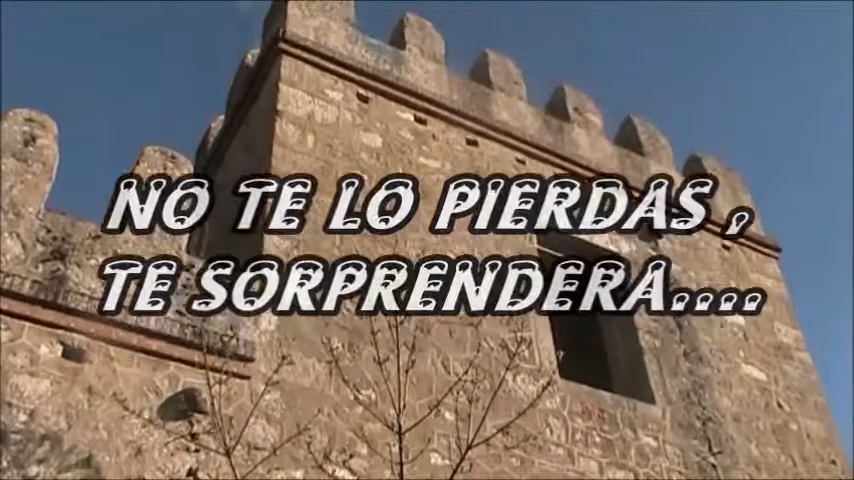 NO TE LO PIERDAS ,
TE SORPRENDERA.....